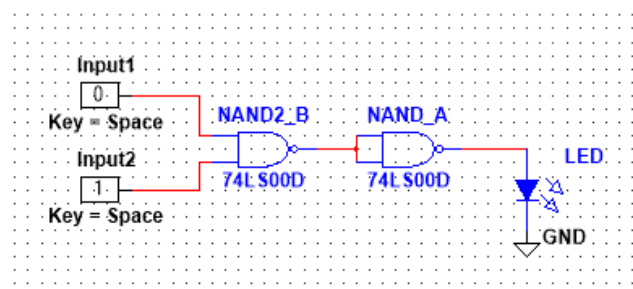 Input1
0
Key = Space
NAND2_B
NAND_A
Input2
74LS00D
74LS00D
LED
1
Key = Space
GND